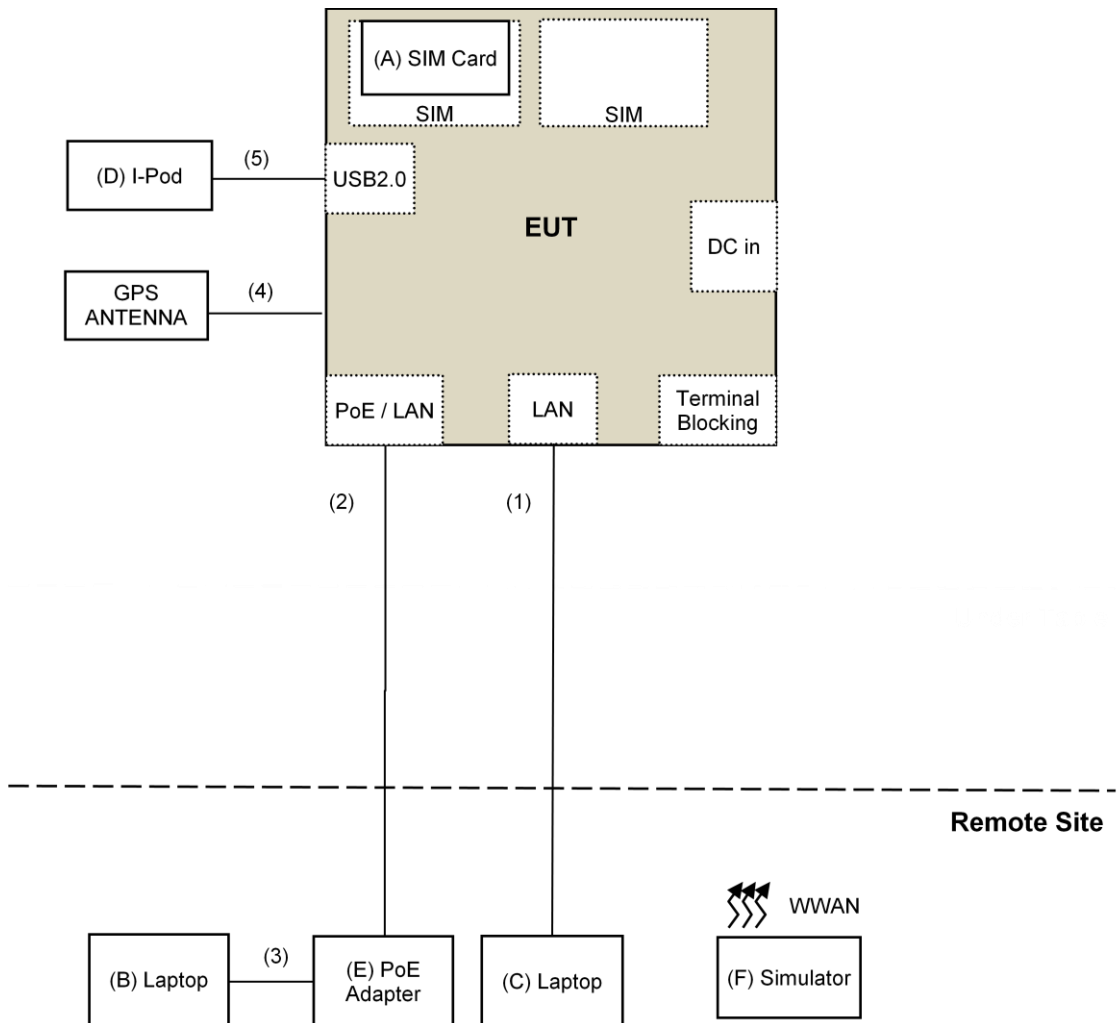 (A) SIM Card
SIM
SIM
(5)
(D) I-Pod
USB2.0
EUT
DC in
GPS
ANTENNA
(4)
PoE / LAN
LAN
Terminal
Blocking
(2)
(1)
Remote Site
WWAN
(B) Laptop
(3)
(E) PoE
Adapter
(C) Laptop
(F) Simulator